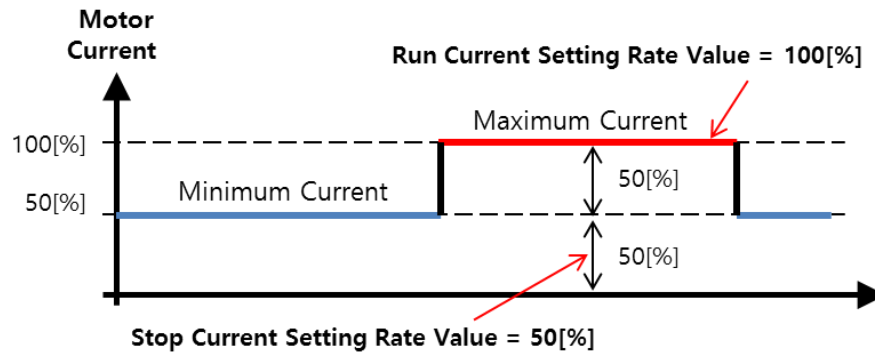 Motor
Current
Run Current Setting Rate Value = 100[%]
Maximum Current
100[%]
50[%]
Minimum Current
50[%]
50[%]
Stop Current Setting Rate Value = 50[%]